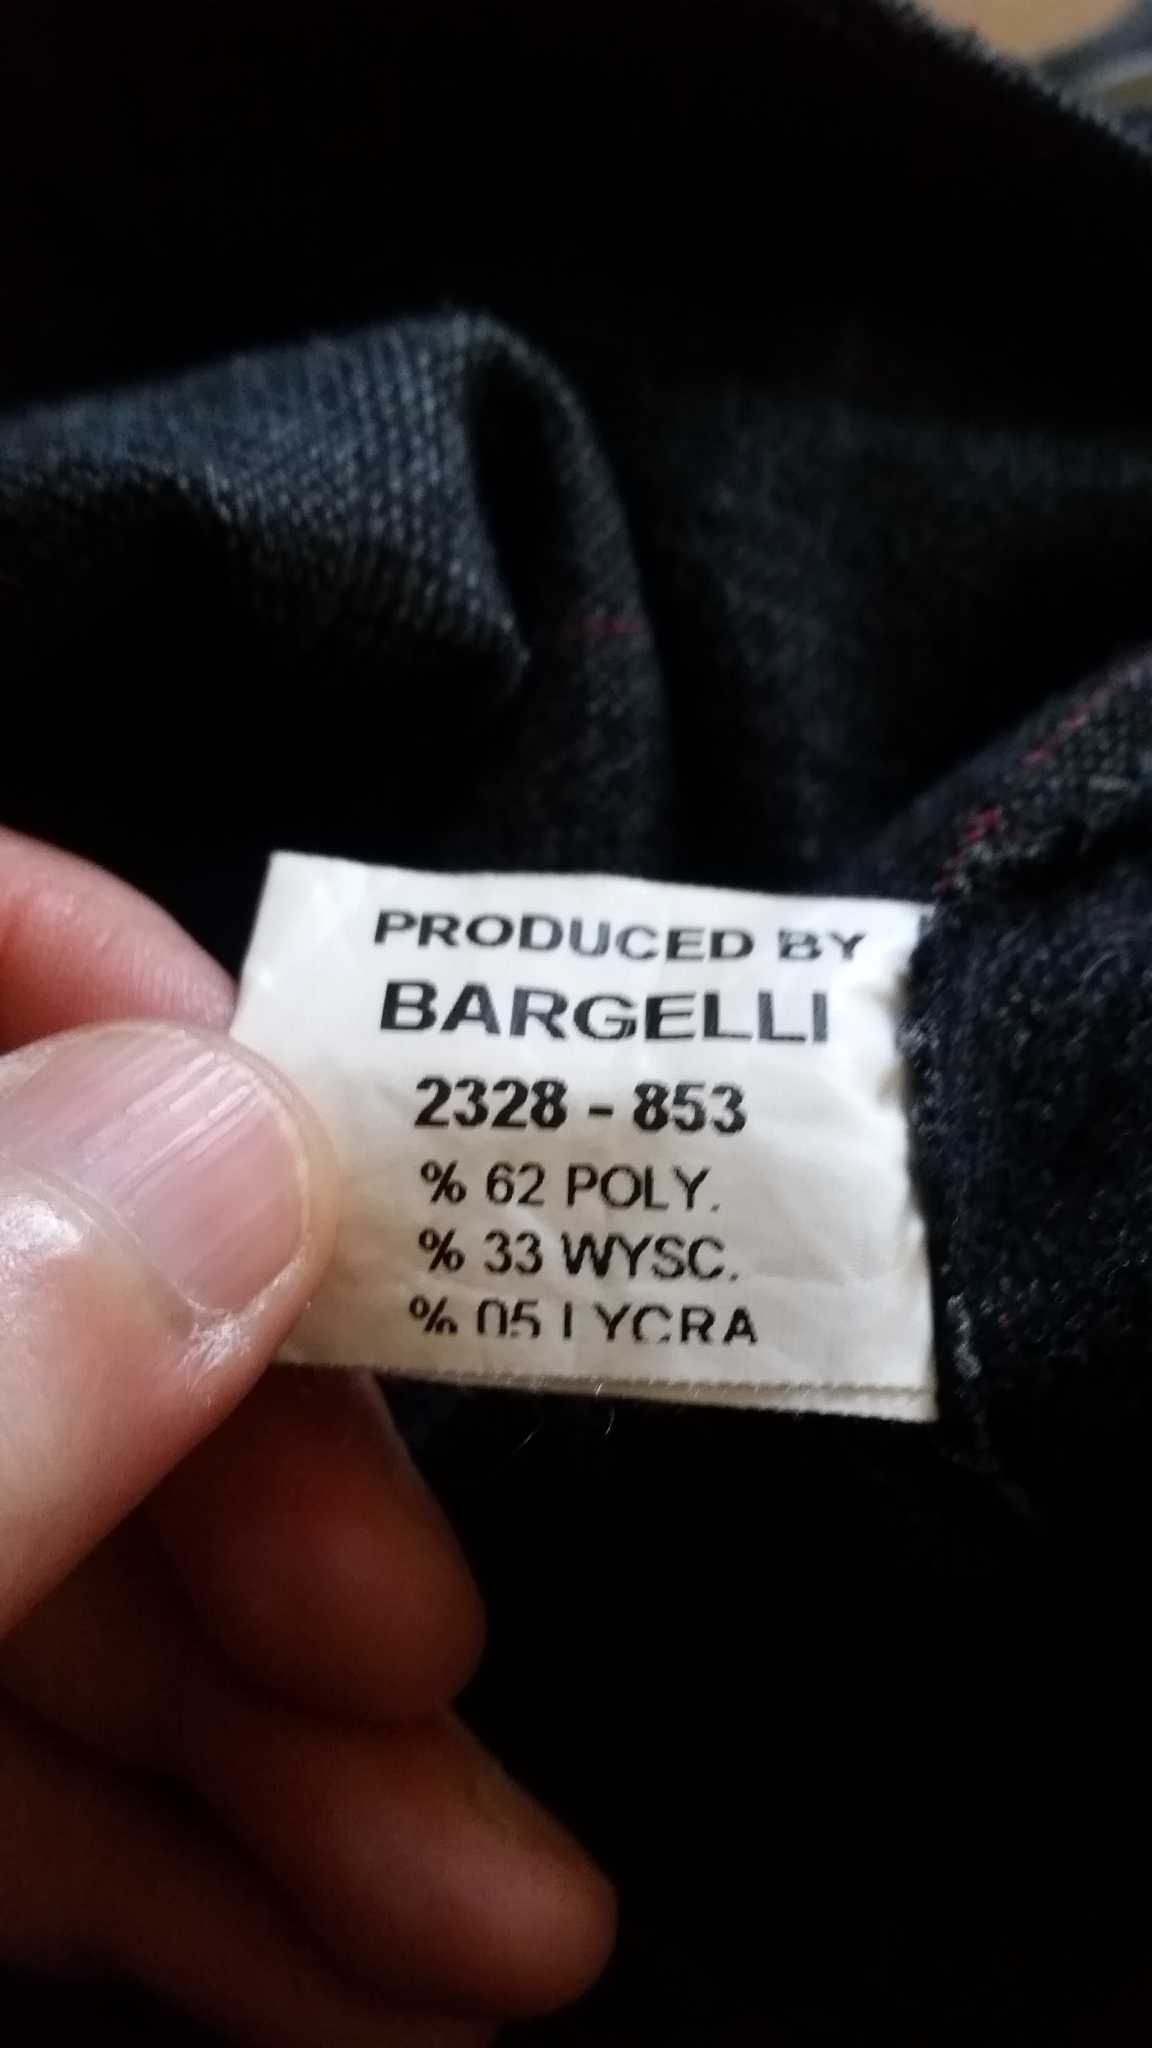 PRODUCED BY
BARGELLI
2328 - 853
% 62 POLY.
% 33 WYSC.
% 05 LYCRA